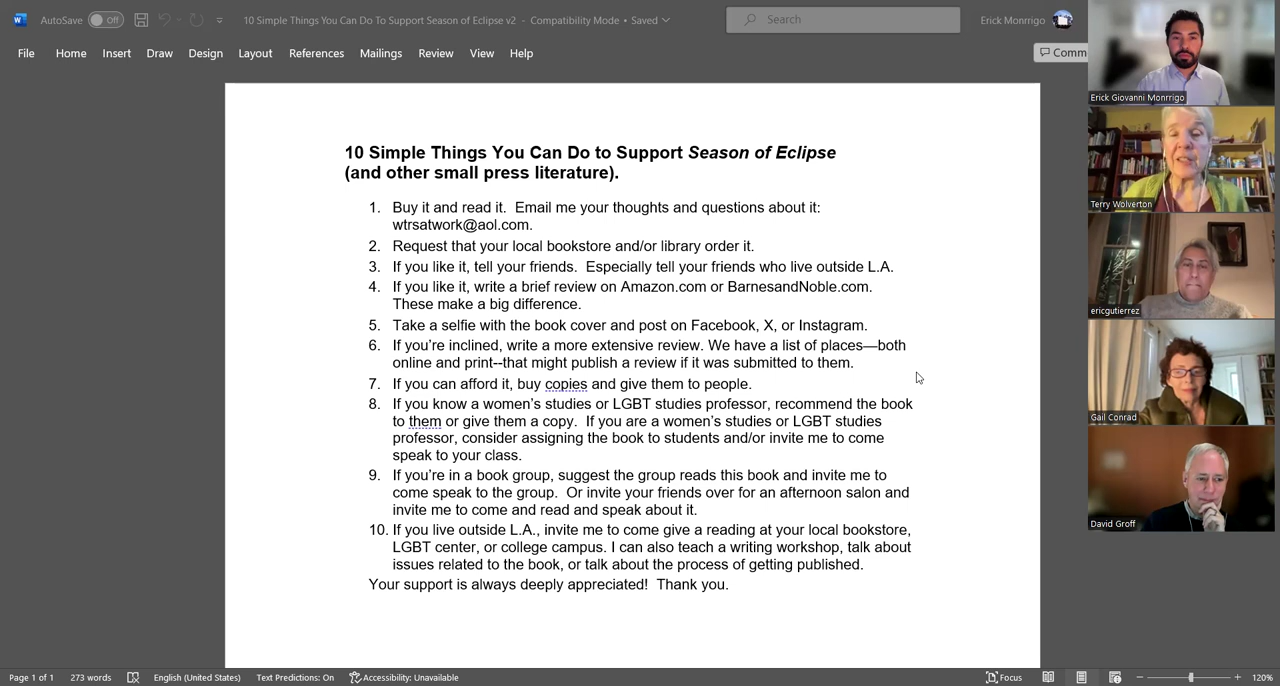 AutoSave Off
10 Simple Things You Can Do To Support Season of Eclipse v2 - Compatibility Mode • Saved
Search
Erick Monrrigo
File Home Insert Draw Design Layout References Mailings Review View Help
Comm
10 Simple Things You Can Do to Support Season of Eclipse
(and other small press literature).
1. Buy it and read it. Email me your thoughts and questions about it:
wtrsatwork@aol.com.
2. Request that your local bookstore and/or library order it.
3. If you like it, tell your friends. Especially tell your friends who live outside L.A.
4. If you like it, write a brief review on Amazon.com or BarnesandNoble.com.
These make a big difference.
5. Take a selfie with the book cover and post on Facebook, X, or Instagram.
6. If you're inclined, write a more extensive review. We have a list of places—both
online and print--that might publish a review if it was submitted to them.
7. If you can afford it, buy copies and give them to people.
8. If you know a women's studies or LGBT studies professor, recommend the book
to them or give them a copy. If you are a women's studies or LGBT studies
professor, consider assigning the book to students and/or invite me to come
speak to your class.
9. If you're in a book group, suggest the group reads this book and invite me to
come speak to the group. Or invite your friends over for an afternoon salon and
invite me to come and read and speak about it.
10. If you live outside L.A., invite me to come give a reading at your local bookstore,
LGBT center, or college campus. I can also teach a writing workshop, talk about
issues related to the book, or talk about the process of getting published.
Your support is always deeply appreciated! Thank you.
Erick Giovanni Monrrigo
Terry Wolverton
ericgutierrez
Gail Conrad
David Groff
Page 1 of 1 273 words English (United States) Text Predictions: On Accessibility: Unavailable Focus 120%